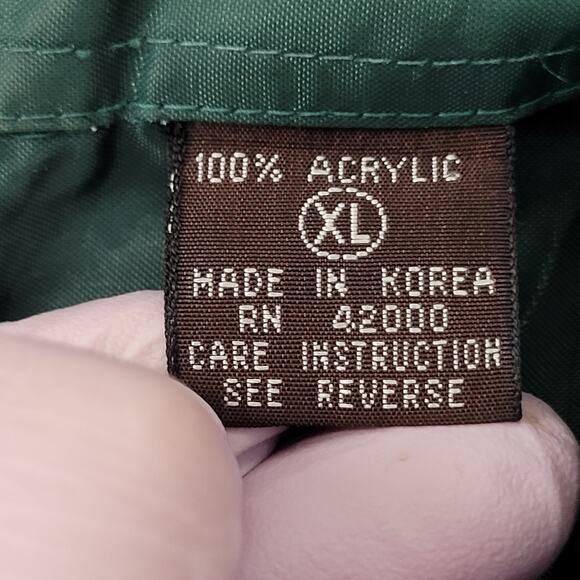 100% ACRYLIC
XL
MADE IN KOREA
RN 42000
CARE INSTRUCTION
SEE REVERSE